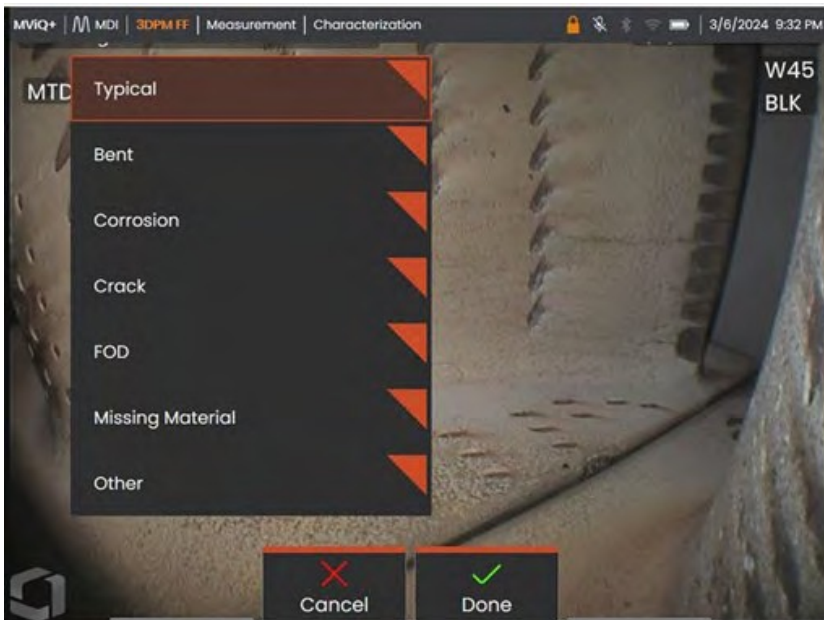 MViQ+ | MDI | 3DPM FF | Measurement | Characterization 3/6/2024 9:32 PM
MTD
W45
BLK
Typical
Bent
Corrosion
Crack
FOD
Missing Material
Other
Cancel
Done